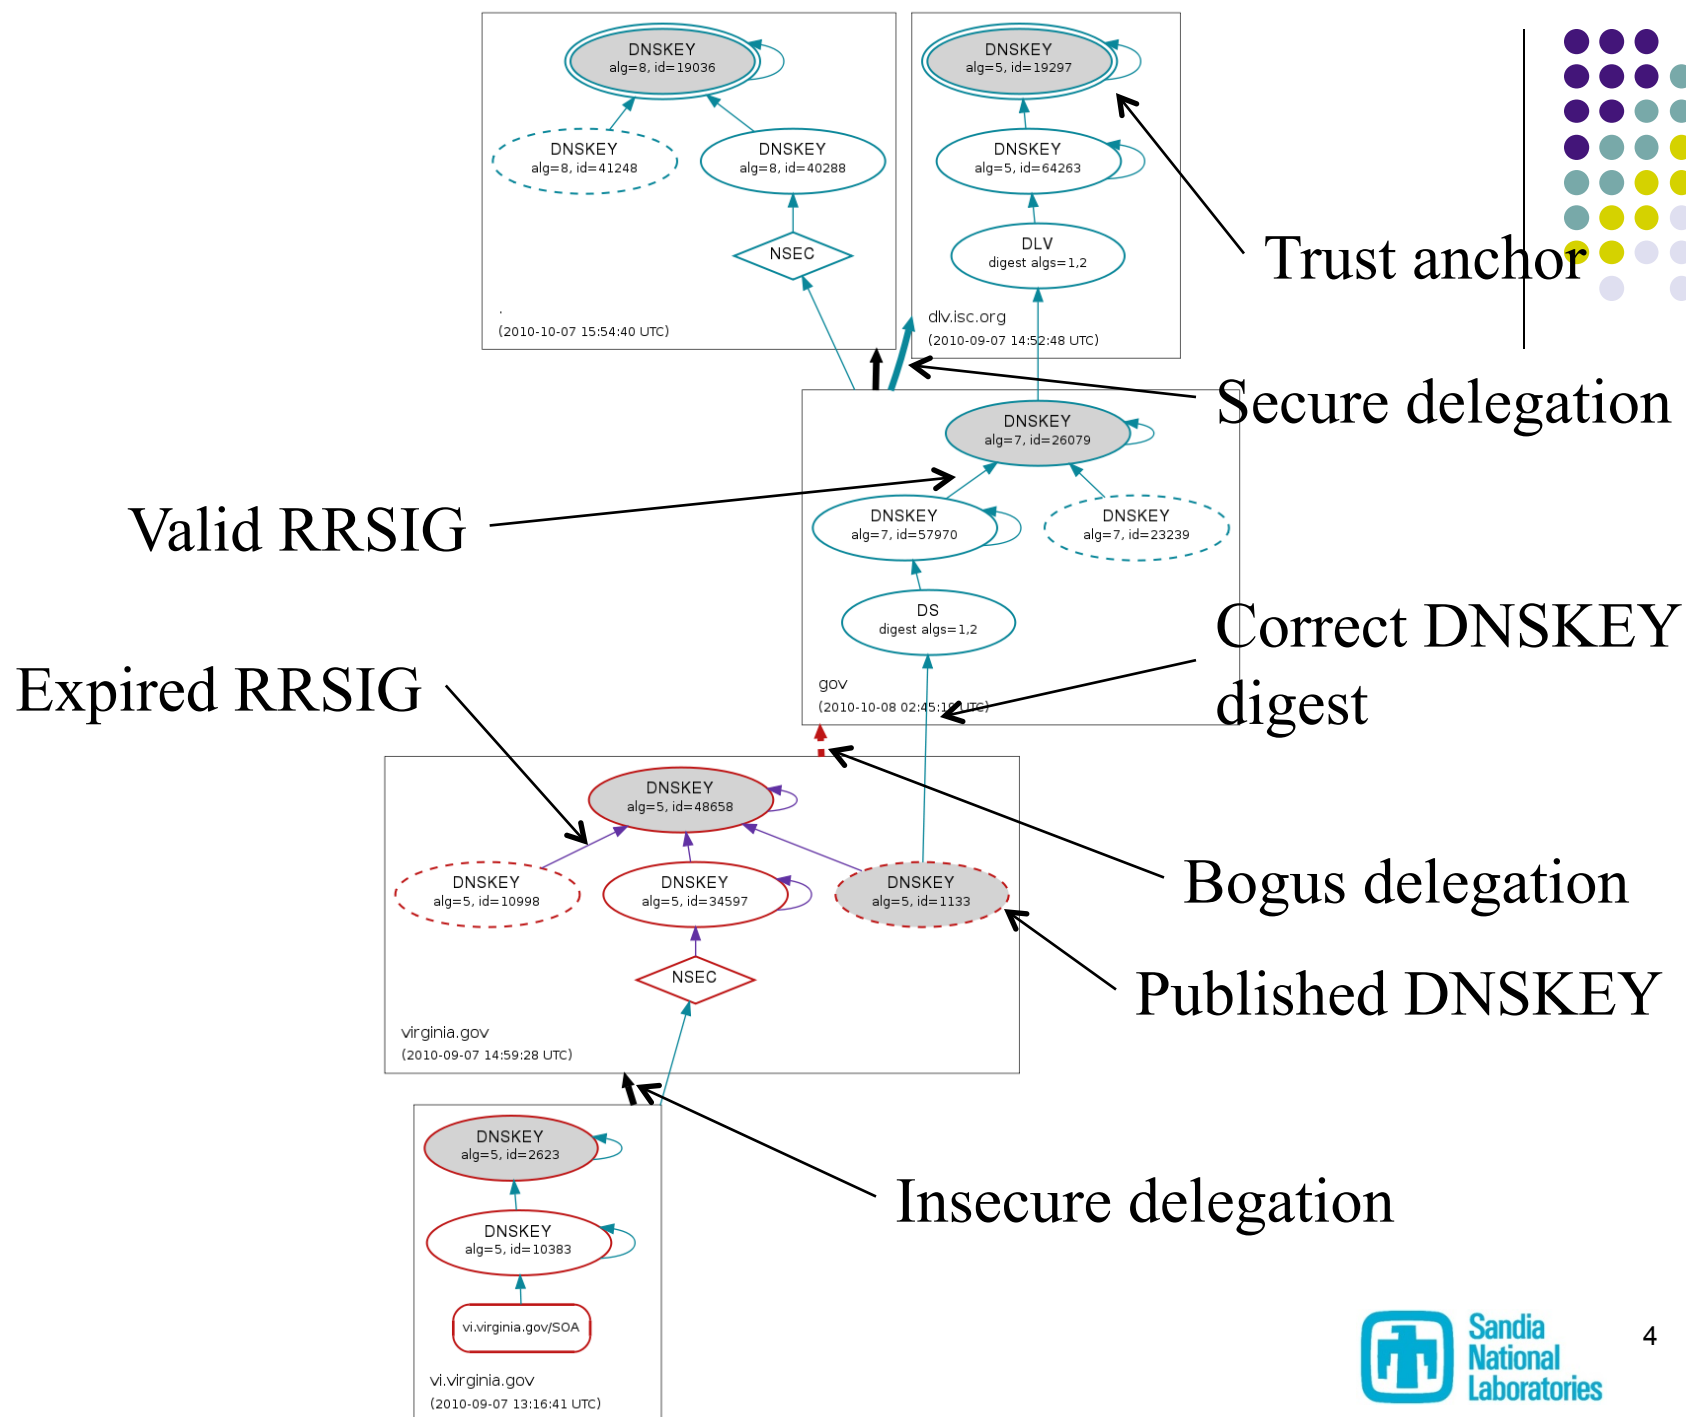 DNSKEY
alg=8, id=19036
DNSKEY
alg=8, id=41248
DNSKEY
alg=8, id=40288
NSEC
.
(2010-10-07 15:54:40 UTC)
DNSKEY
alg=5, id=19297
DNSKEY
alg=5, id=64263
DLV
digest algs=1,2
dlv.isc.org
(2010-09-07 14:52:48 UTC)
Trust anchor
Secure delegation
DNSKEY
alg=7, id=26079
Valid RRSIG
DNSKEY
alg=7, id=57970
DNSKEY
alg=7, id=23239
DS
digest algs=1,2
Correct DNSKEY
digest
gov
(2010-10-08 02:45:1 UTC)
Expired RRSIG
DNSKEY
alg=5, id=48658
DNSKEY
alg=5, id=10998
DNSKEY
alg=5, id=34597
DNSKEY
alg=5, id=1133
Bogus delegation
Published DNSKEY
NSEC
virginia.gov
(2010-09-07 14:59:28 UTC)
Insecure delegation
DNSKEY
alg=5, id=2623
DNSKEY
alg=5, id=10383
vi.virginia.gov/SOA
vi.virginia.gov
(2010-09-07 13:16:41 UTC)
Sandia
National
Laboratories
4